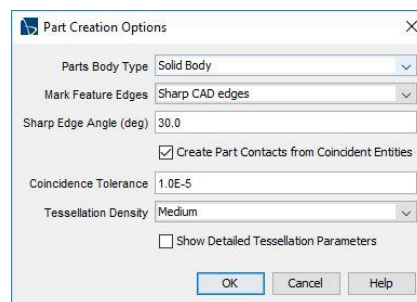 Part Creation Options
Parts Body Type Solid Body
Mark Feature Edges Sharp CAD edges
Sharp Edge Angle (deg) 30.0
Create Part Contacts from Coincident Entities
Coincidence Tolerance 1.0E-5
Tessellation Density Medium
Show Detailed Tessellation Parameters
OK Cancel Help